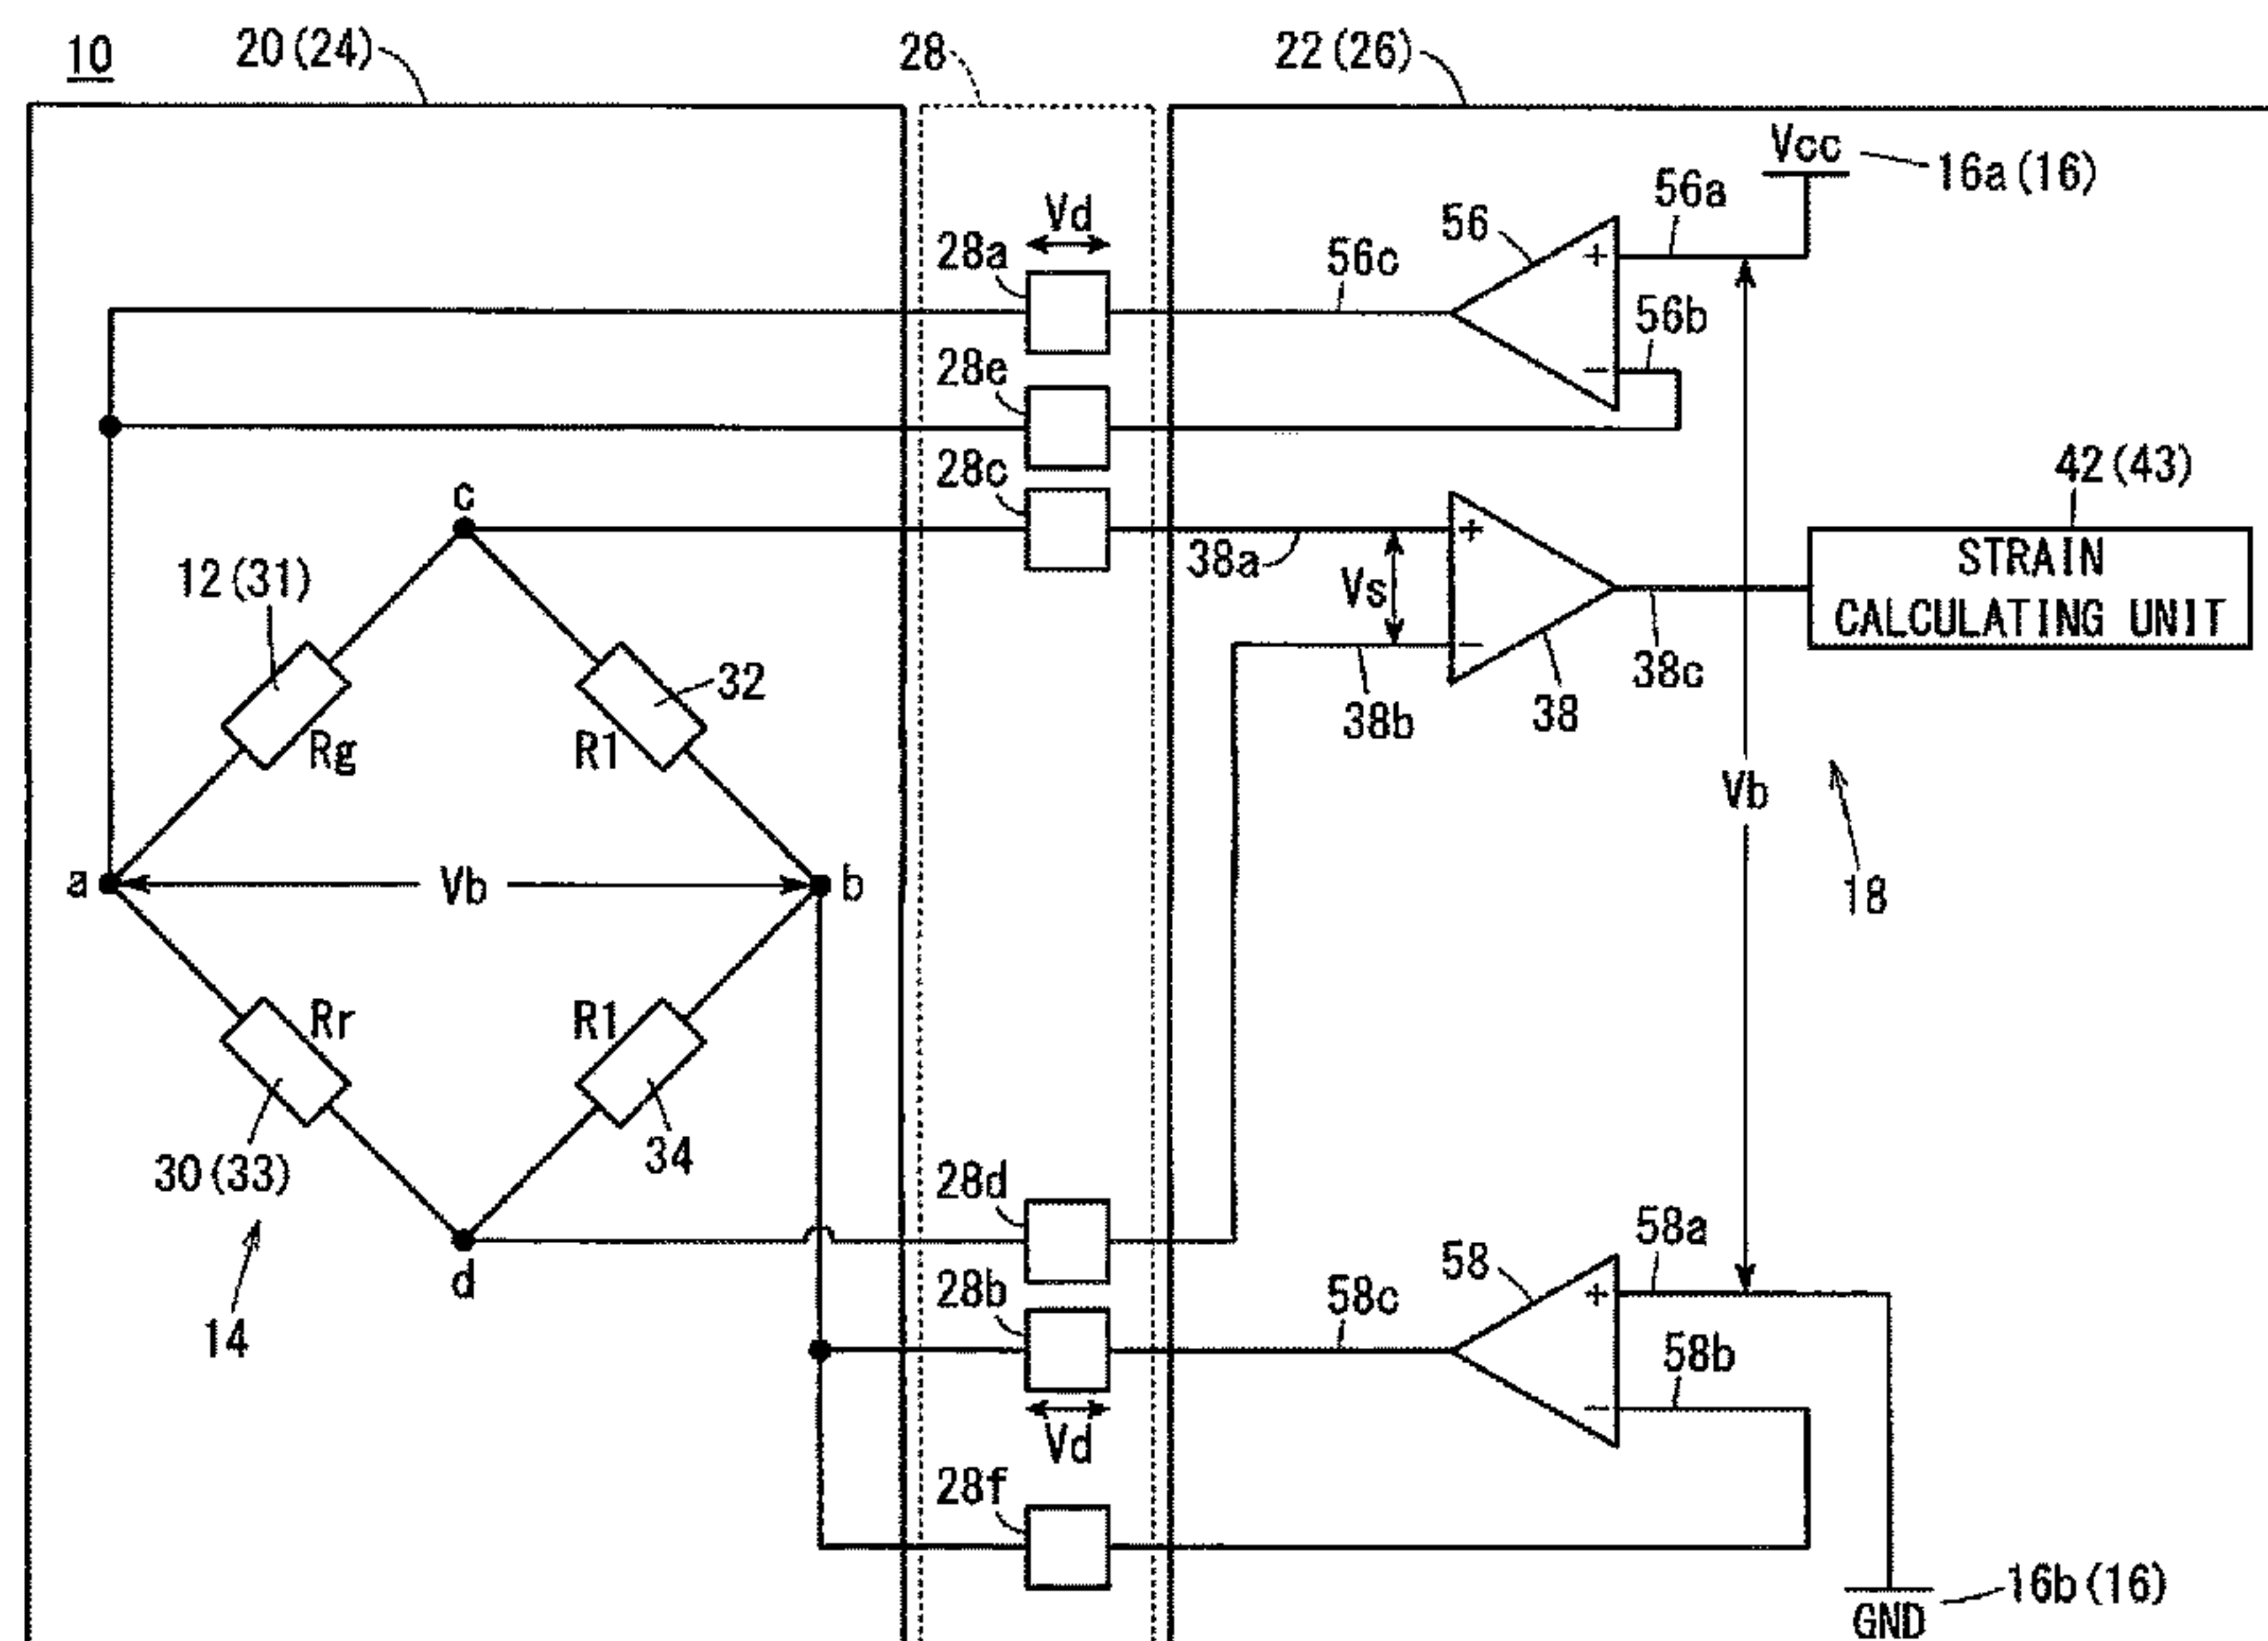 10
20(24)
28
22(26)
Vcc
16a(16)
56a
56
Vd
28a
56c
+
56b
−
28e
28c
42(43)
c
STRAIN
CALCULATING UNIT
12(31)
38a
+
Vs
−
32
38b
38
38c
Rg
R1
Vb
a
Vb
b
18
Rr
R1
30(33)
34
28d
58a
14
d
28b
58c
58
+
58b
−
Vd
28f
16b(16)
GND